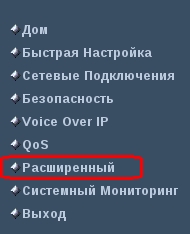 Дом
Быстрая Настройка
Сетевые Подключения
Безопасность
Voice Over IP
QoS
Расширенный
Системный Мониторинг
Выход